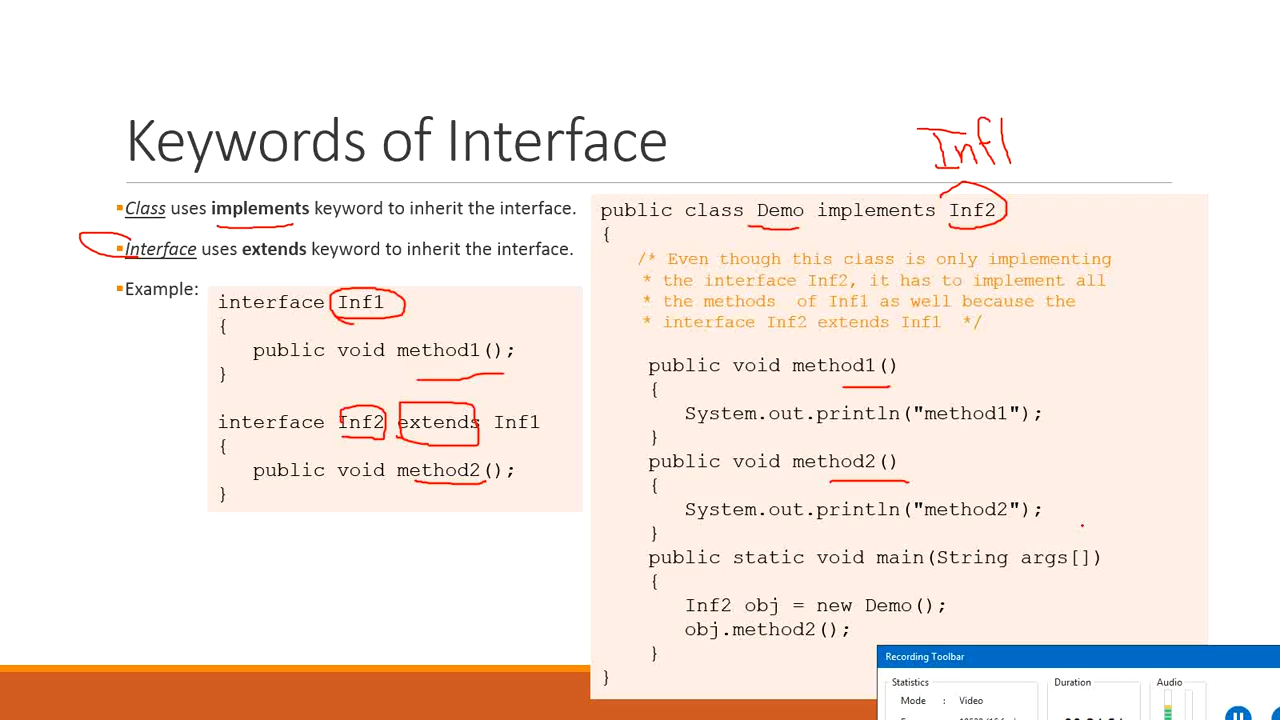 Keywords of Interface
Inf1
Class uses implements keyword to inherit the interface.
Interface uses extends keyword to inherit the interface.
Example:
interface Inf1
{
public void method1();
}
interface Inf2 extends Inf1
{
public void method2();
}
public class Demo implements Inf2
{
/* Even though this class is only implementing
* the interface Inf2, it has to implement all
* the methods of Inf1 as well because the
* interface Inf2 extends Inf1 */
public void method1()
{
System.out.println("method1");
}
public void method2()
{
System.out.println("method2");
}
public static void main(String args[])
{
Inf2 obj = new Demo();
obj.method2();
}
}
Recording Toolbar
Statistics
Duration
Audio
Mode : Video